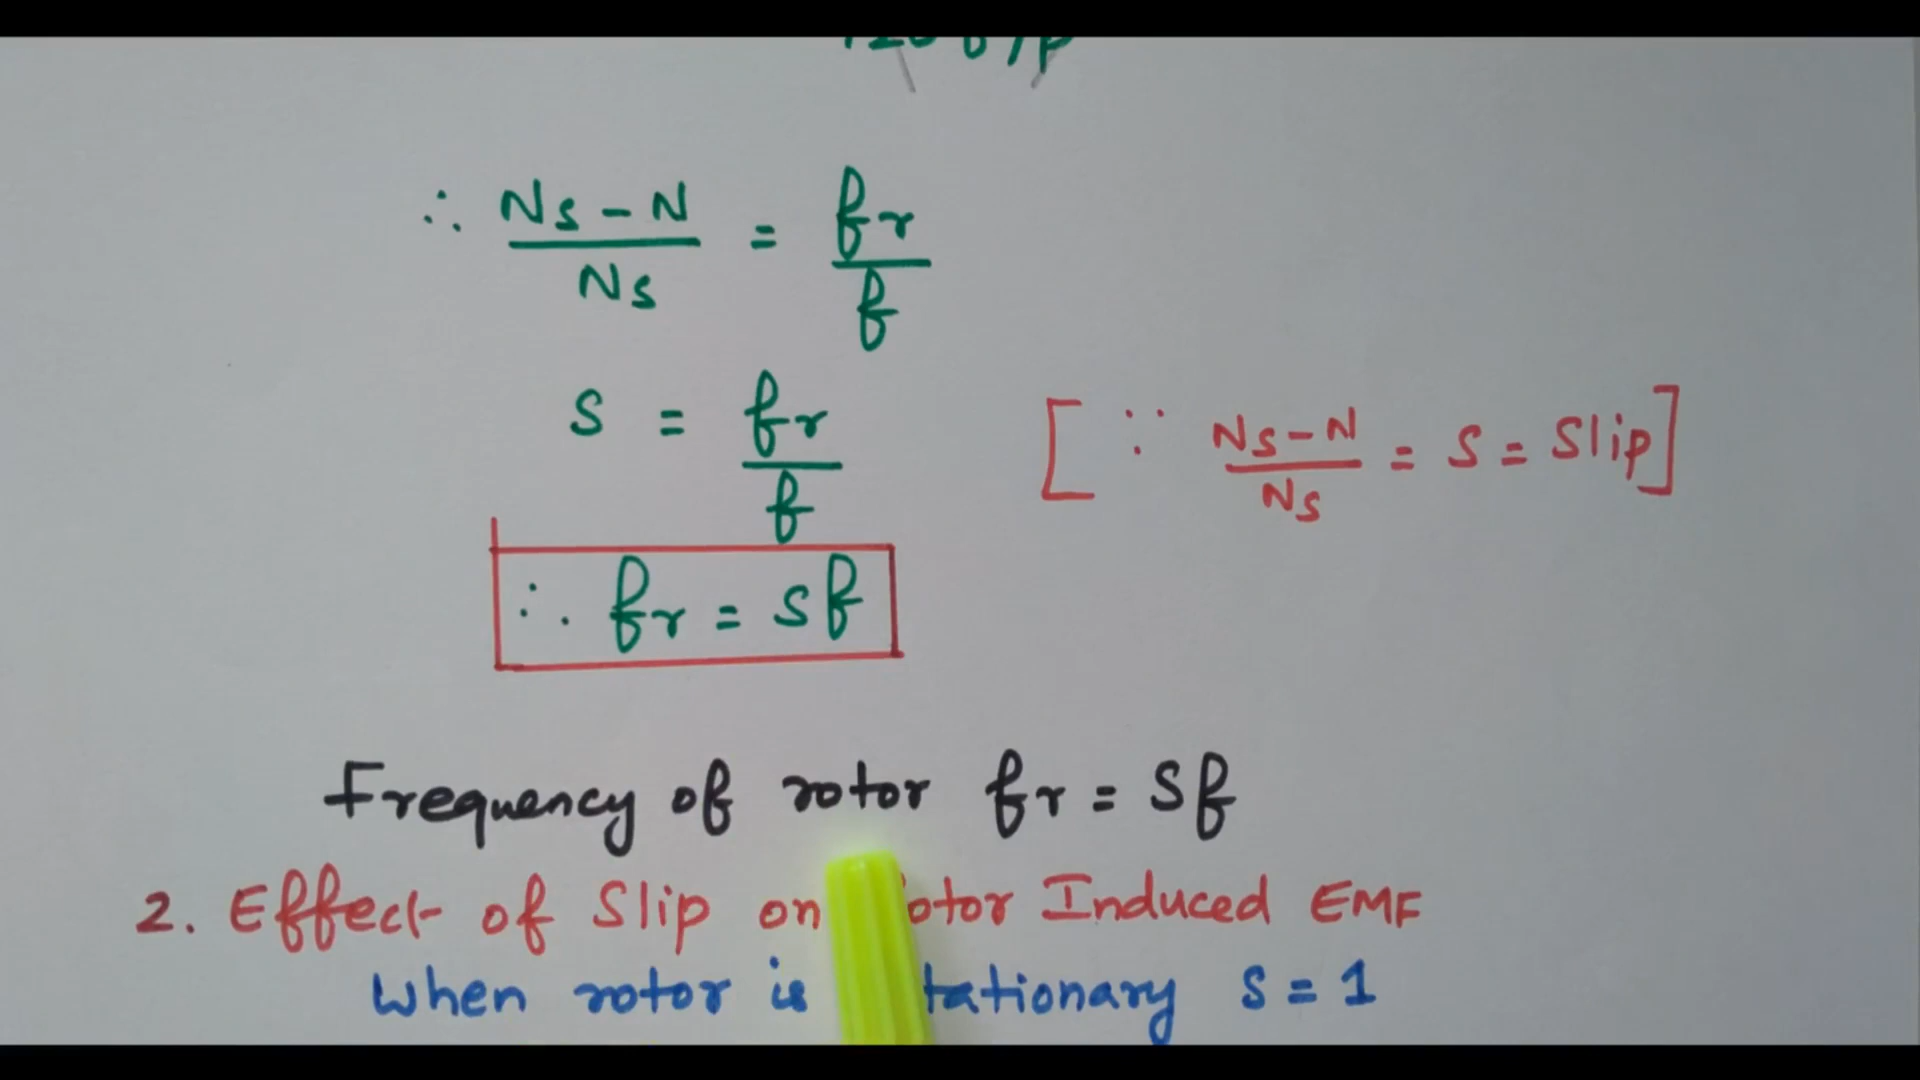 ∴ Ns - N / Ns = fr / f
S = fr / f [∵ Ns - N / Ns = S = Slip]
∴ fr = sf
Frequency of rotor fr = Sf
2. Effect of Slip on otor Induced EMF
When rotor is tationary S = 1